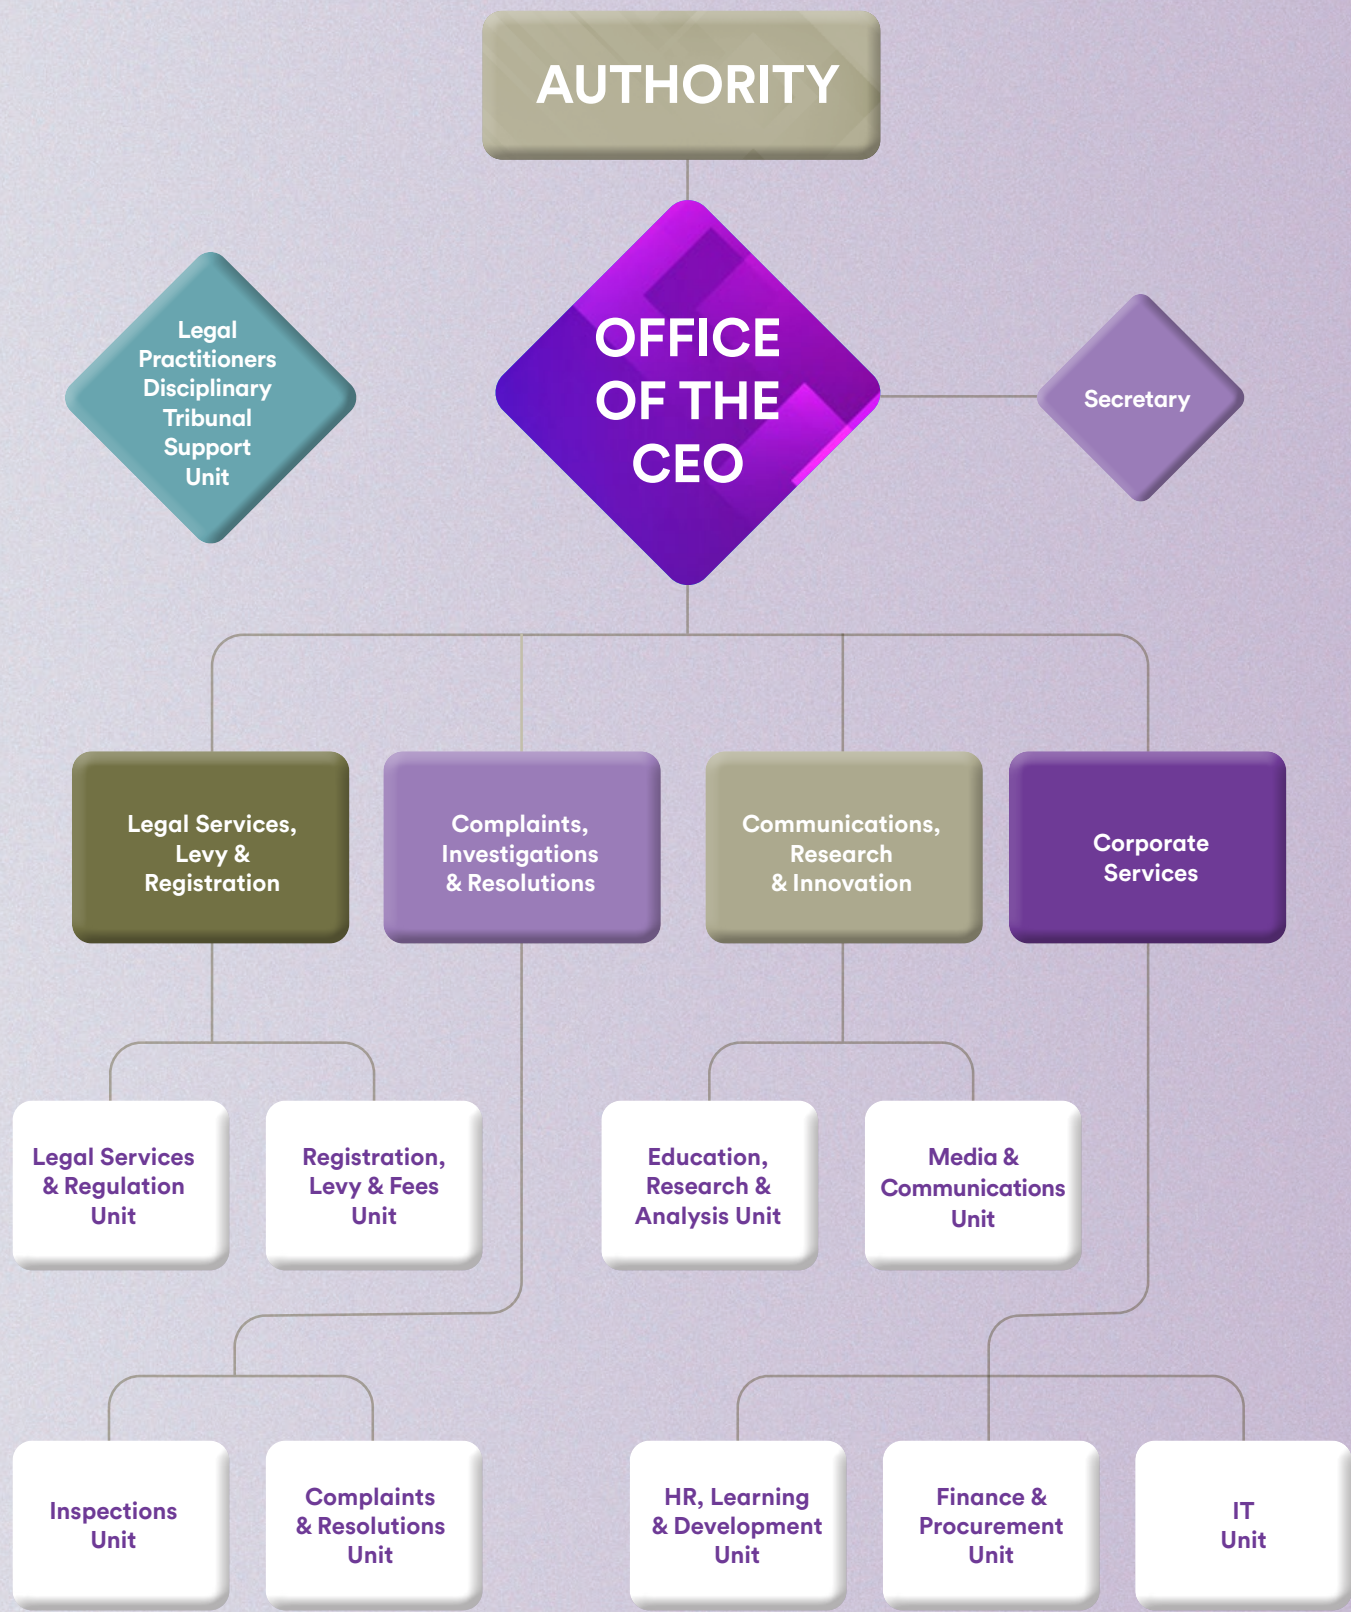 AUTHORITY
Legal
Practitioners
Disciplinary
Tribunal
Support
Unit
OFFICE
OF THE
CEO
Secretary
Legal Services,
Levy &
Registration
Complaints,
Investigations
& Resolutions
Communications,
Research
& Innovation
Corporate
Services
Legal Services
& Regulation
Unit
Registration,
Levy & Fees
Unit
Education,
Research &
Analysis Unit
Media &
Communications
Unit
Inspections
Unit
Complaints
& Resolutions
Unit
HR, Learning
& Development
Unit
Finance &
Procurement
Unit
IT
Unit